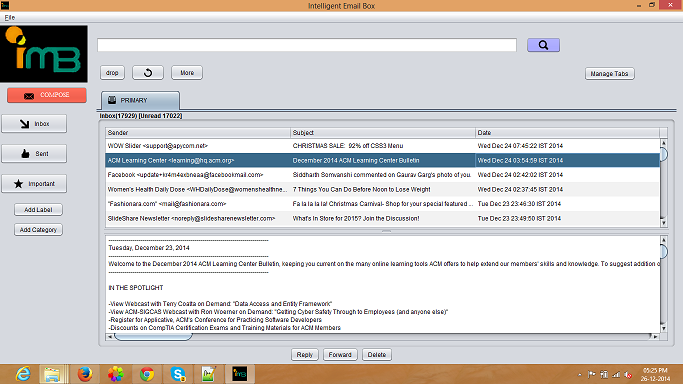 Intelligent Email Box
File
iMB
drop
More
Manage Tabs
COMPOSE
Inbox
Sent
Important
Add Label
Add Category
PRIMARY
Inbox(17929) [Unread 17022]
Sender Subject Date
WOW Slider <support@apycom.net> CHRISTMAS SALE: 92% off CSS3 Menu Wed Dec 24 07:45:22 IST 2014
ACM Learning Center <learning@hq.acm.org> December 2014 ACM Learning Center Bulletin Wed Dec 24 03:54:59 IST 2014
Facebook <update+kr4m4exbneaa@facebookmail.com> Siddharth Somvanshi commented on Gaurav Garg's photo of you. Wed Dec 24 02:42:02 IST 2014
Women's Health Daily Dose <WHDailyDose@womenshealthne... 7 Things You Can Do Before Noon to Lose Weight Wed Dec 24 02:37:45 IST 2014
"Fashionara.com" <mail@fashionara.com> Fa la la la la! Christmas Carnival- Shop for your special featured ... Tue Dec 23 23:46:30 IST 2014
SlideShare Newsletter <noreply@slidesharenewsletter.com> What's In Store for 2015? Join the Discussion! Tue Dec 23 23:49:50 IST 2014
Tuesday, December 23, 2014
Welcome to the December 2014 ACM Learning Center Bulletin, keeping you current on the many online learning tools ACM offers to help extend our members' skills and knowledge. To suggest addition o
IN THE SPOTLIGHT
-View Webcast with Terry Coatta on Demand: "Data Access and Entity Framework"
-View ACM-SIGCAS Webcast with Ron Woerner on Demand: "Getting Cyber Safety Through to Employees (and anyone else)"
-Register for Applicative, ACM's Conference for Practicing Software Developers
-Discounts on CompTIA Certification Exams and Training Materials for ACM Members
Reply
Forward
Delete
05:25 PM
26-12-2014